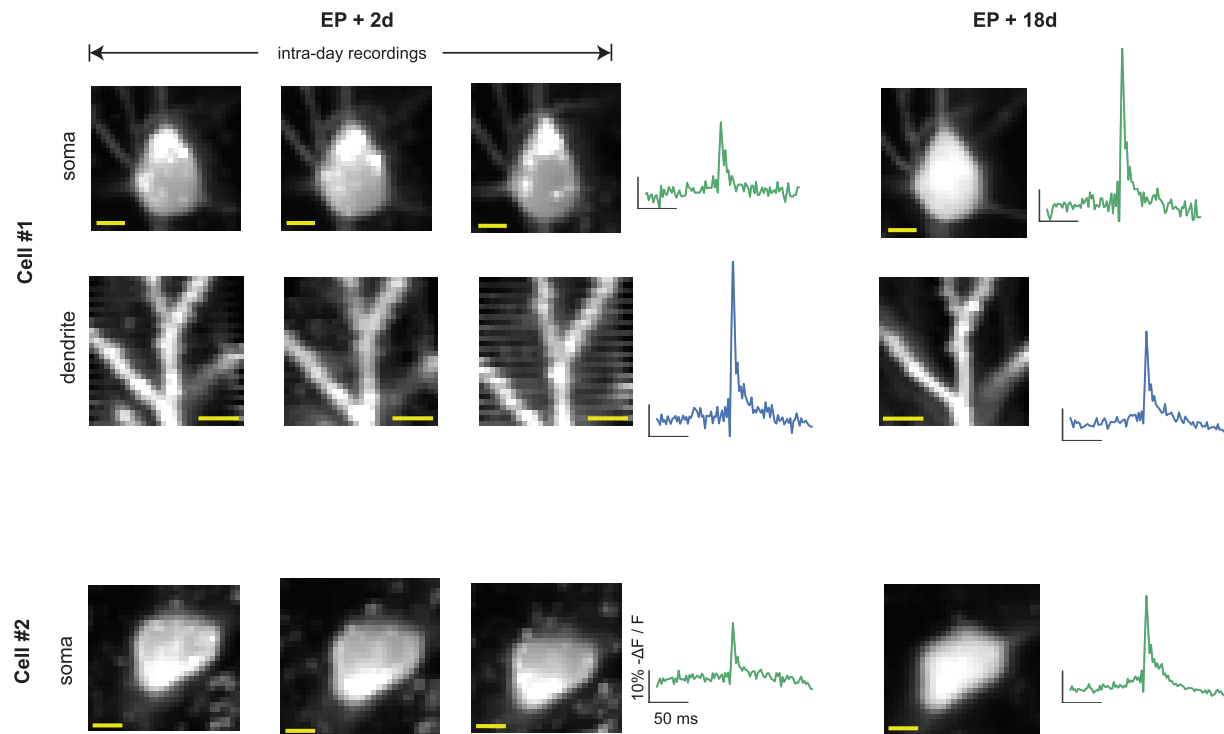 EP + 2d
EP + 18d
intra-day recordings
Cell #1
soma
dendrite
Cell #2
soma
10% -ΔF / F
50 ms